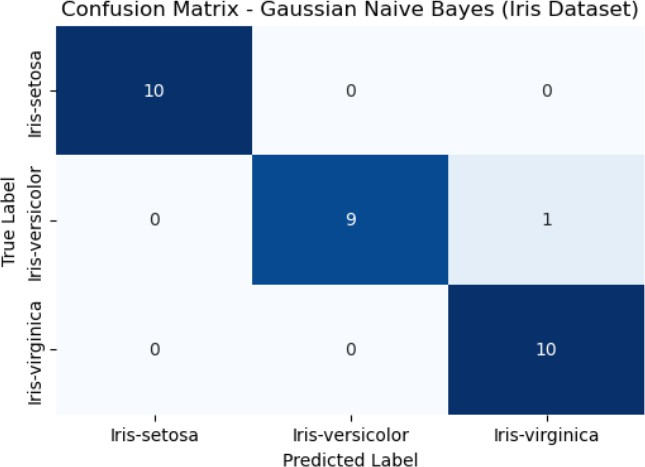 Confusion Matrix - Gaussian Naive Bayes (Iris Dataset)
True Label
Iris-setosa
10 0 0
Iris-versicolor
0 9 1
Iris-virginica
0 0 10
Iris-setosa Iris-versicolor Iris-virginica
Predicted Label